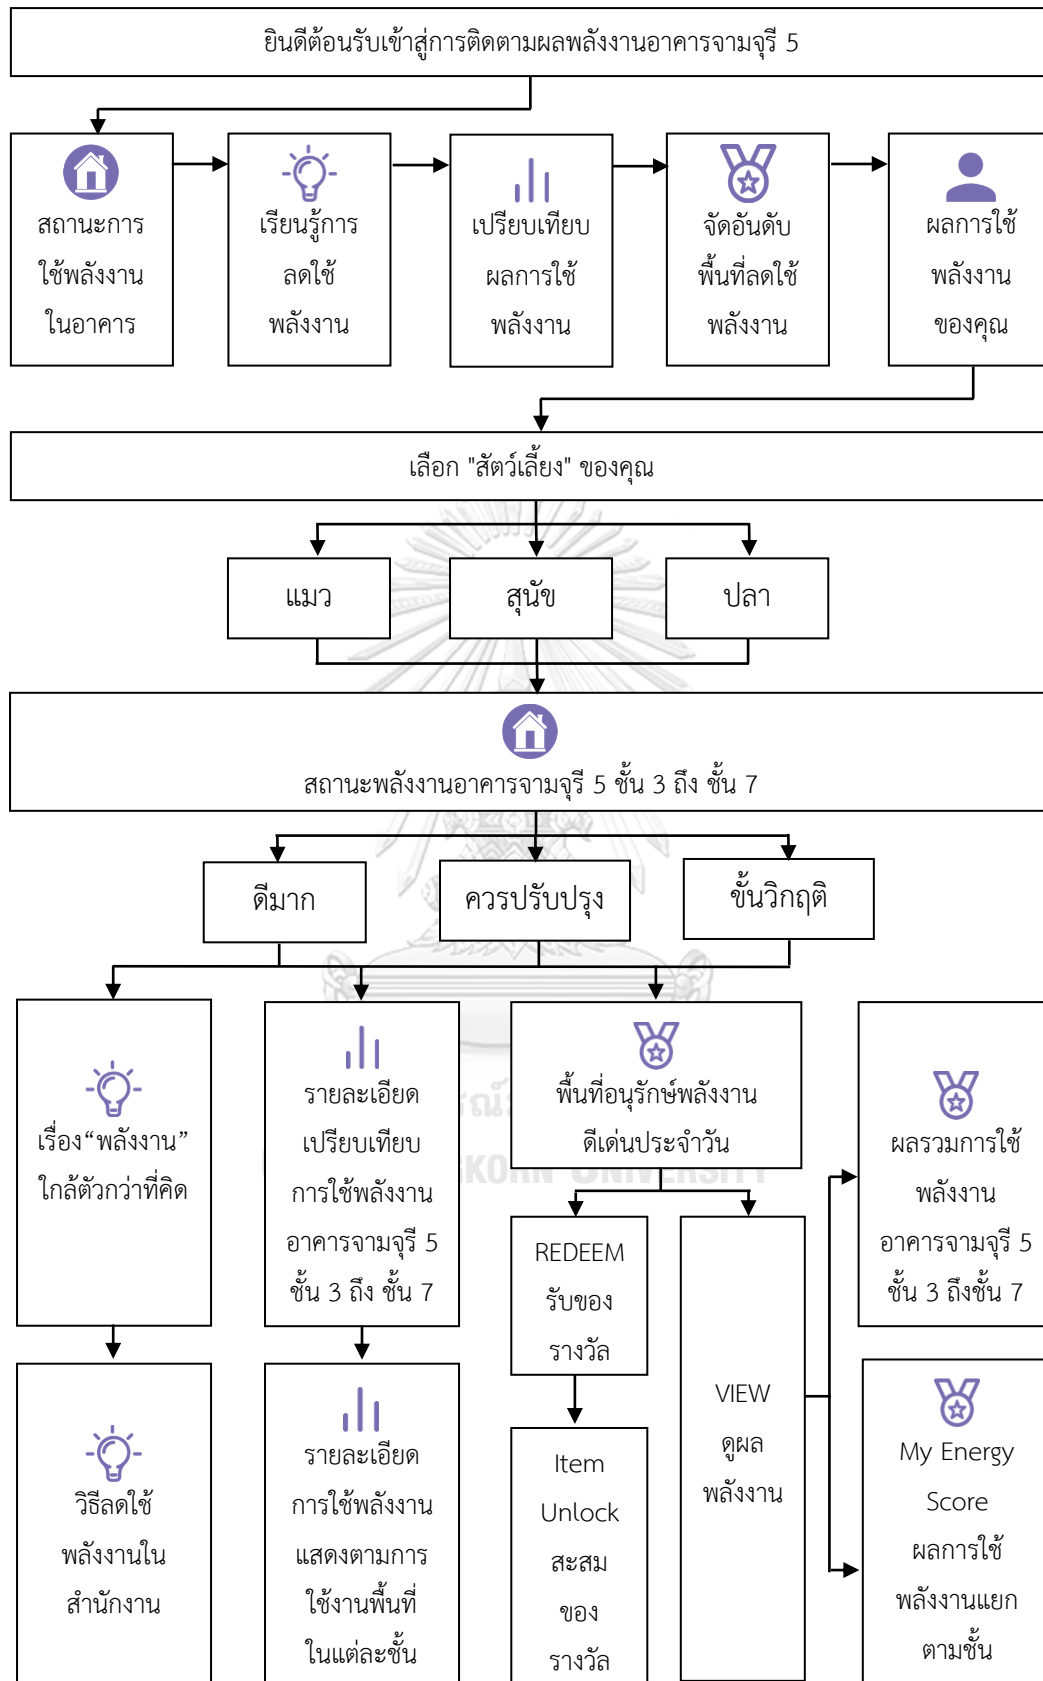 ยินดีต้อนรับเข้าสู่การติดตามผลพลังงานอาคารจามจุรี 5
สถานะการ
ใช้พลังงาน
ในอาคาร
เรียนรู้การ
ลดใช้
พลังงาน
เปรียบเทียบ
ผลการใช้
พลังงาน
จัดอันดับ
พื้นที่ลดใช้
พลังงาน
ผลการใช้
พลังงาน
ของคุณ
เลือก "สัตว์เลี้ยง" ของคุณ
แมว
สุนัข
ปลา
สถานะพลังงานอาคารจามจุรี 5 ชั้น 3 ถึง ชั้น 7
ดีมาก
ควรปรับปรุง
ขั้นวิกฤติ
เรื่อง“พลังงาน”
ใกล้ตัวกว่าที่คิด
รายละเอียด
เปรียบเทียบ
การใช้พลังงาน
อาคารจามจุรี 5
ชั้น 3 ถึง ชั้น 7
พื้นที่อนุรักษ์พลังงาน
ดีเด่นประจำวัน
ผลรวมการใช้
พลังงาน
อาคารจามจุรี 5
ชั้น 3 ถึงชั้น 7
REDEEM
รับของ
รางวัล
VIEW
ดูผล
พลังงาน
วิธีลดใช้
พลังงานใน
สำนักงาน
รายละเอียด
การใช้พลังงาน
แสดงตามการ
ใช้งานพื้นที่
ในแต่ละชั้น
Item
Unlock
สะสม
ของ
รางวัล
My Energy
Score
ผลการใช้
พลังงานแยก
ตามชั้น
UNIVERSITY